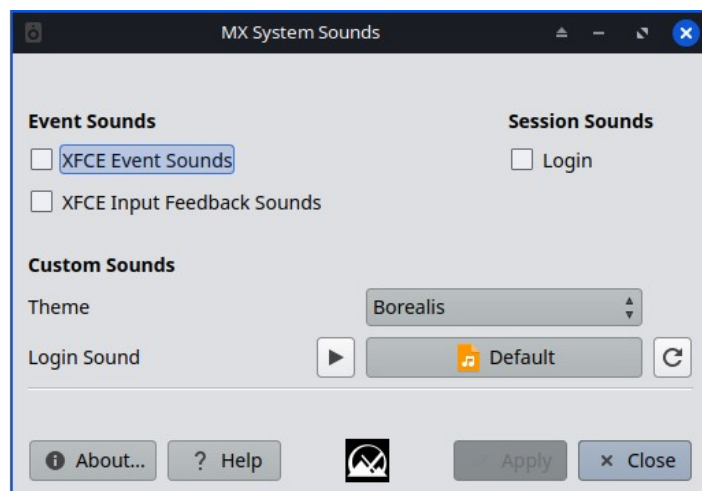 MX System Sounds
Event Sounds
Session Sounds
XFCE Event Sounds
Login
XFCE Input Feedback Sounds
Custom Sounds
Theme
Borealis
Login Sound
Default
About...
? Help
Apply
Close